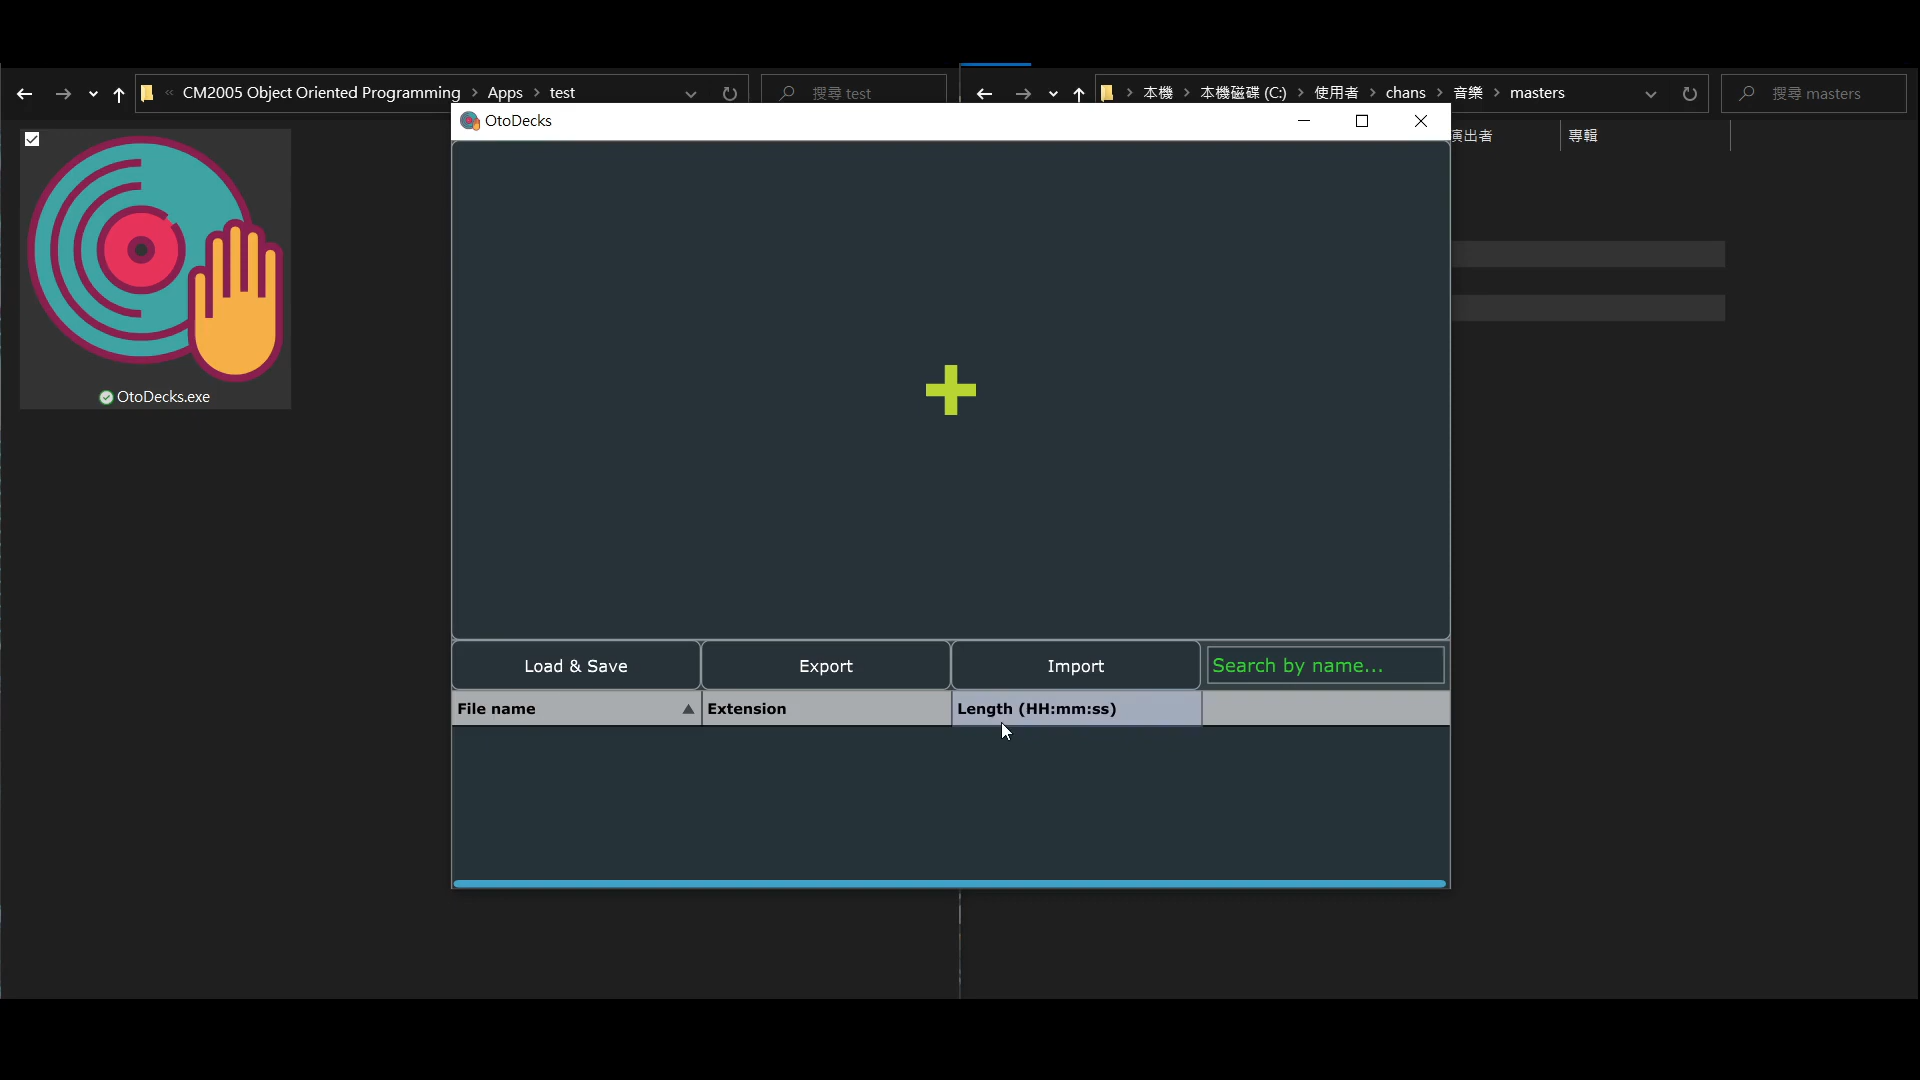 « CM2005 Object Oriented Programming > Apps > test
搜尋 test
> 本機 > 本機磁碟 (C:) > 使用者 > chans > 音樂 > masters
搜尋 masters
OtoDecks
演出者
專輯
OtoDecks.exe
Load & Save
Export
Import
Search by name...
File name
Extension
Length (HH:mm:ss)